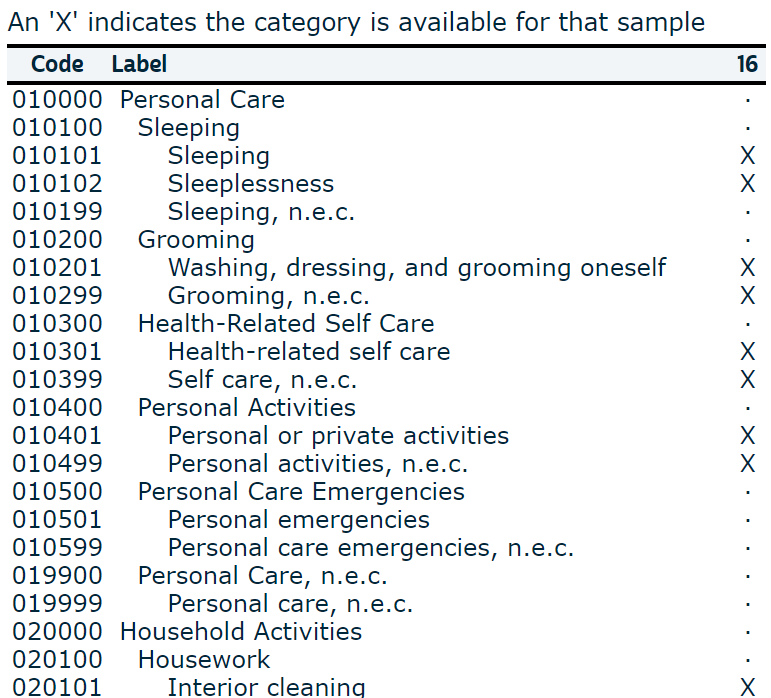 An 'X' indicates the category is available for that sample
Code Label 16
010000 Personal Care .
010100 Sleeping .
010101 Sleeping X
010102 Sleeplessness X
010199 Sleeping, n.e.c. .
010200 Grooming .
010201 Washing, dressing, and grooming oneself X
010299 Grooming, n.e.c. X
010300 Health-Related Self Care .
010301 Health-related self care X
010399 Self care, n.e.c. X
010400 Personal Activities .
010401 Personal or private activities X
010499 Personal activities, n.e.c. X
010500 Personal Care Emergencies .
010501 Personal emergencies .
010599 Personal care emergencies, n.e.c. .
019900 Personal Care, n.e.c. .
019999 Personal care, n.e.c. .
020000 Household Activities .
020100 Housework .
020101 Interior cleaning X